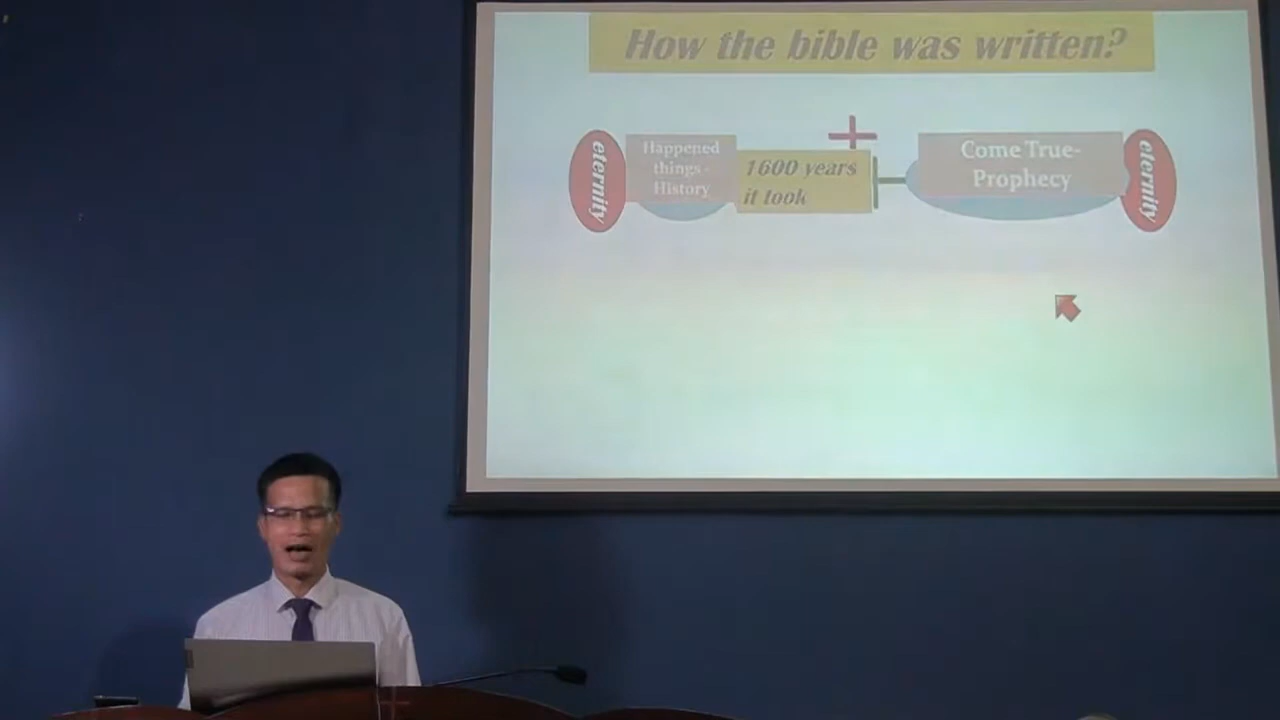 How the bible was written?
eternity
Happened
things -
History
1600 years
it took
Come True-
Prophecy
eternity